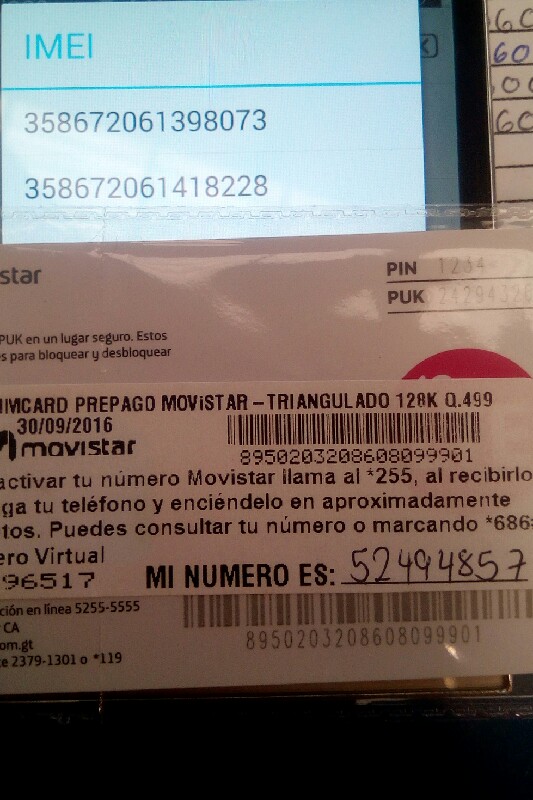 IMEI
358672061398073
358672061418228
star
PIN 1234
PUK
PUK en un lugar seguro. Estos
s para bloquear y desbloquear
IMCARD PREPAGO MOViSTAR -TRIANGULADO 128K Q.499
30/09/2016
movistar
8950203208608099901
activar tu número Movistar llama al *255, al recibirlo
ga tu teléfono y enciéndelo en aproximadamente
tos. Puedes consultar tu número o marcando *686
ero Virtual
96517
MI NUMERO ES: 52494857
ción en línea 5255-5555
CA
om.gt
e 2379-1301 o *119
8950203208608099901